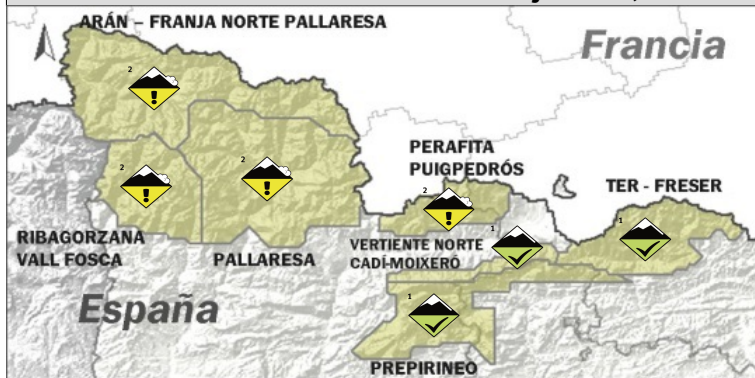 ARÁN – FRANJA NORTE PALLARESA
Francia
2
PERAFITA
PUIGPEDRÓS
2
2
2
TER - FRESER
1
RIBAGORZANA
VALL FOSCA
PALLARESA
VERTIENTE NORTE
CADÍ-MOIXERÓ
1
España
1
PREPIRINEO